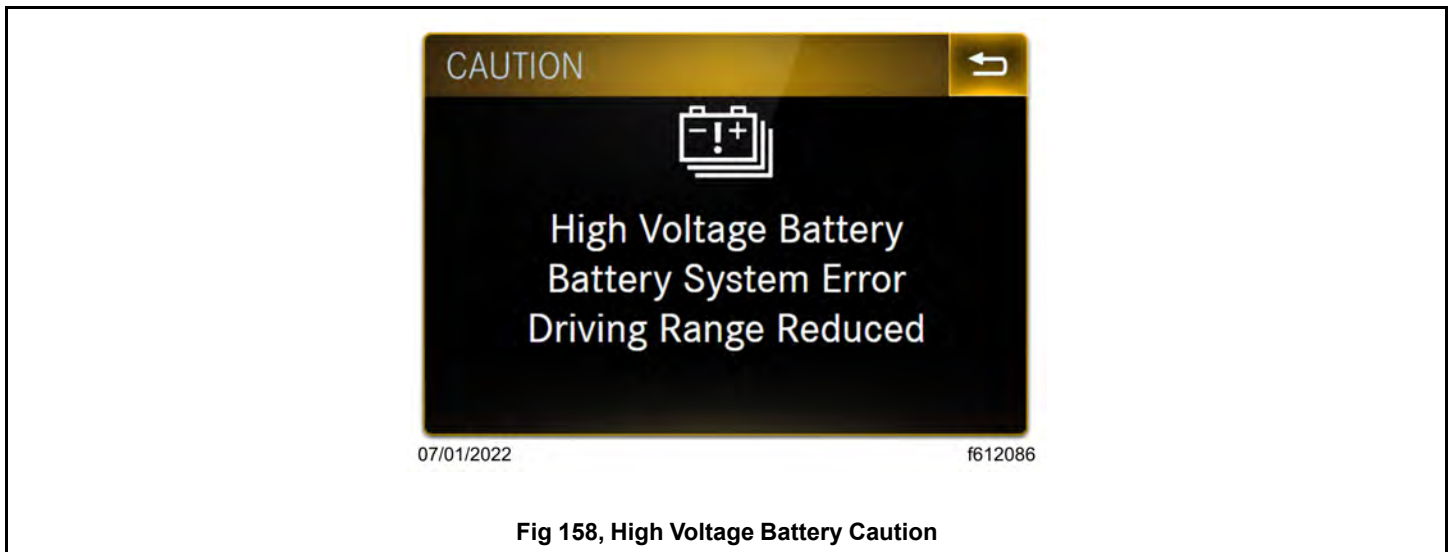 CAUTION
-!+
High Voltage Battery
Battery System Error
Driving Range Reduced
07/01/2022 f612086
Fig 158, High Voltage Battery Caution